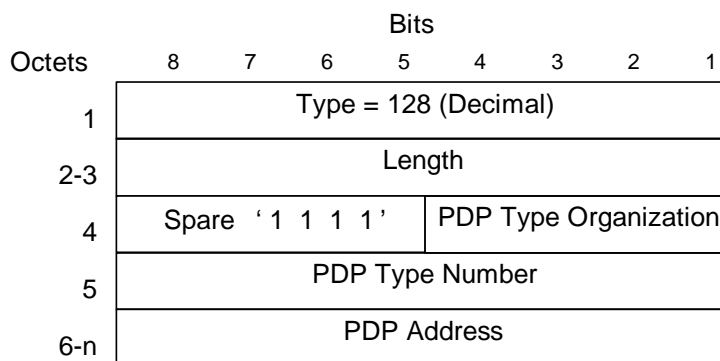 Bits
Octets 8 7 6 5 4 3 2 1
1 Type = 128 (Decimal)
2-3 Length
4 Spare ‘ 1 1 1 1 ’ PDP Type Organization
5 PDP Type Number
6-n PDP Address